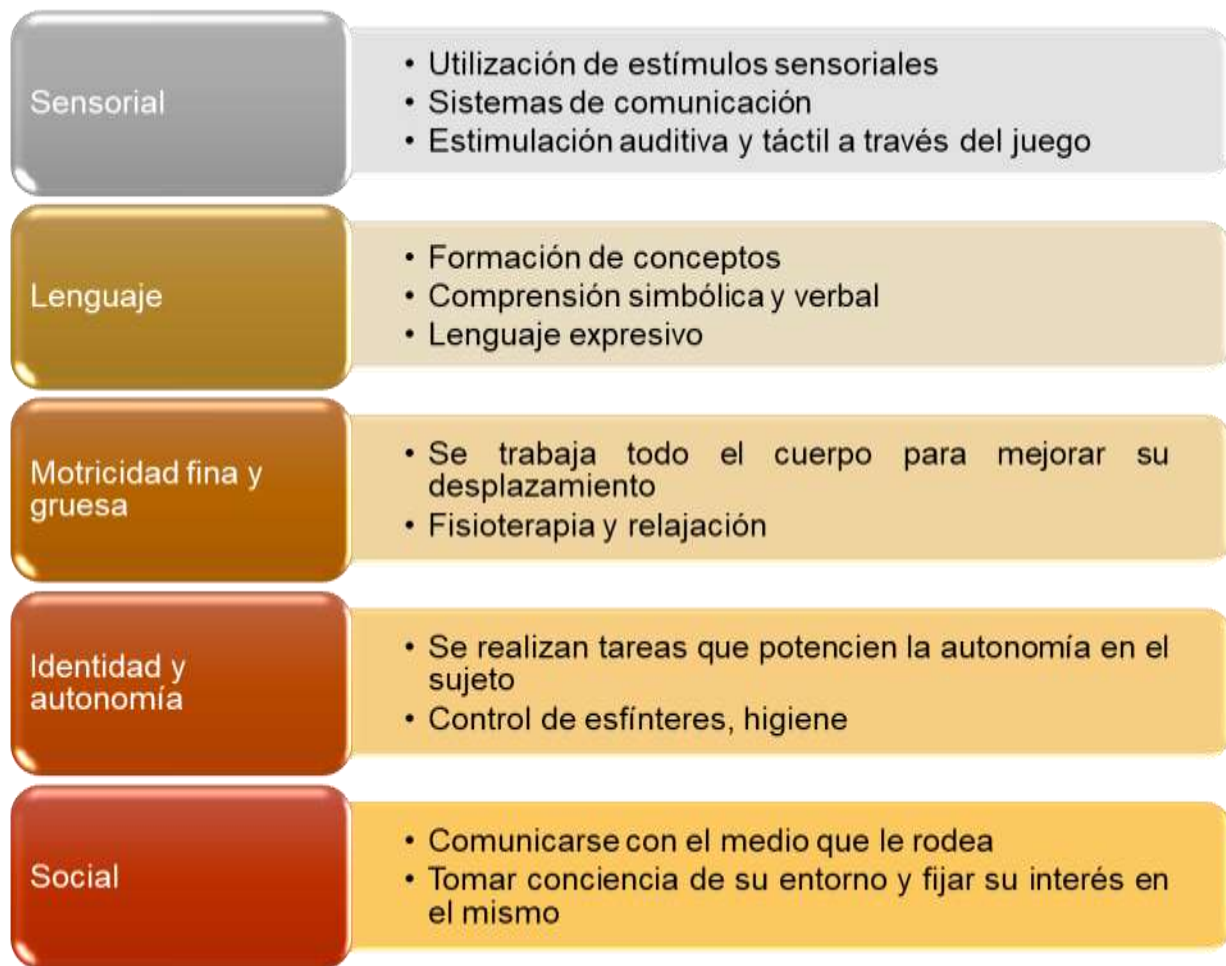 Sensorial
• Utilización de estímulos sensoriales
• Sistemas de comunicación
• Estimulación auditiva y táctil a través del juego
Lenguaje
• Formación de conceptos
• Comprensión simbólica y verbal
• Lenguaje expresivo
Motricidad fina y
gruesa
• Se trabaja todo el cuerpo para mejorar su
desplazamiento
• Fisioterapia y relajación
Identidad y
autonomía
• Se realizan tareas que potencien la autonomía en el
sujeto
• Control de esfínteres, higiene
Social
• Comunicarse con el medio que le rodea
• Tomar conciencia de su entorno y fijar su interés en
el mismo